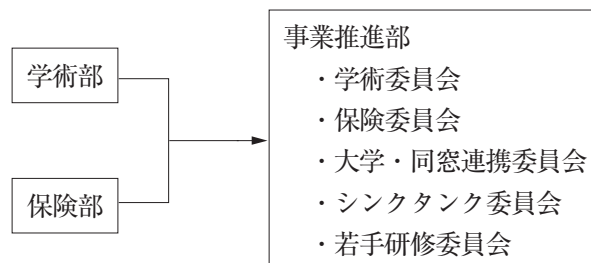 学術部
保険部
事業推進部
・学術委員会
・保険委員会
・大学・同窓連携委員会
・シンクタンク委員会
・若手研修委員会